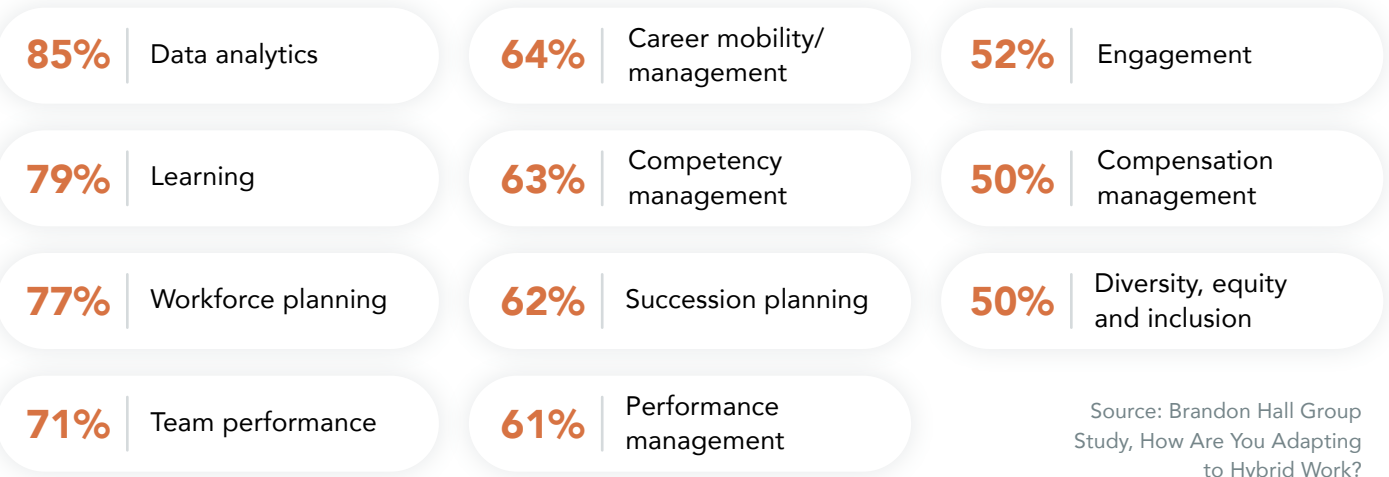 85%
Data analytics
79%
Learning
77%
Workforce planning
71%
Team performance
64%
Career mobility/
management
63%
Competency
management
62%
Succession planning
61%
Performance
management
52%
Engagement
50%
Compensation
management
50%
Diversity, equity
and inclusion
Source: Brandon Hall Group
Study, How Are You Adapting
to Hybrid Work?